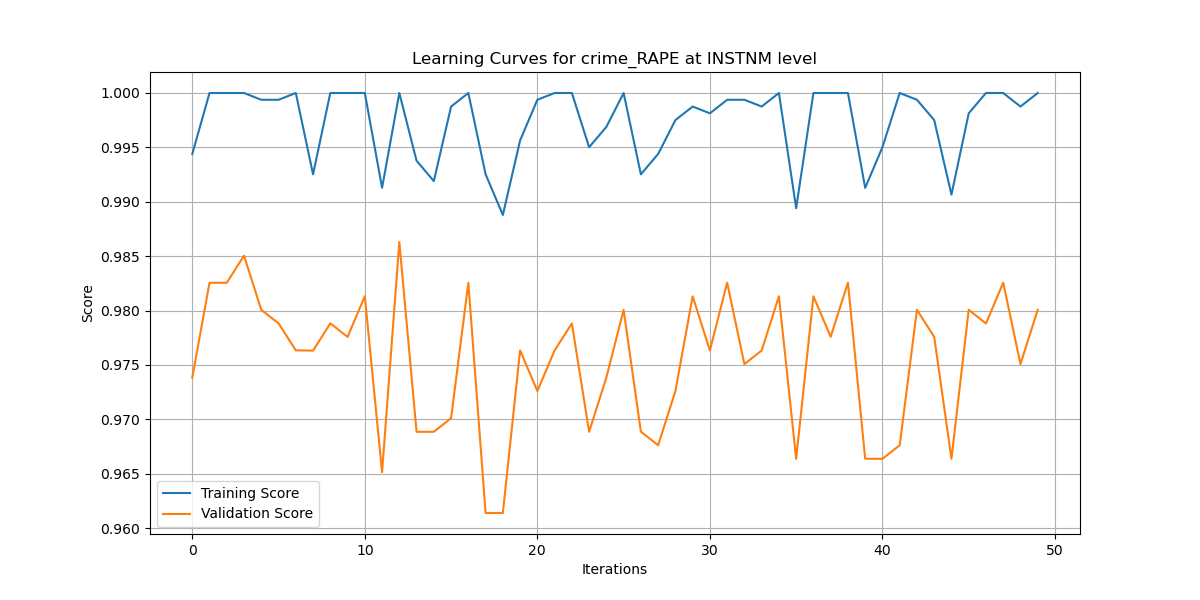 Learning Curves for crime_RAPE at INSTNM level
1.000
0.995
0.990
0.985
0.980
0.975
0.970
0.965
0.960
Score
Training Score
Validation Score
0 10 20 30 40 50
Iterations